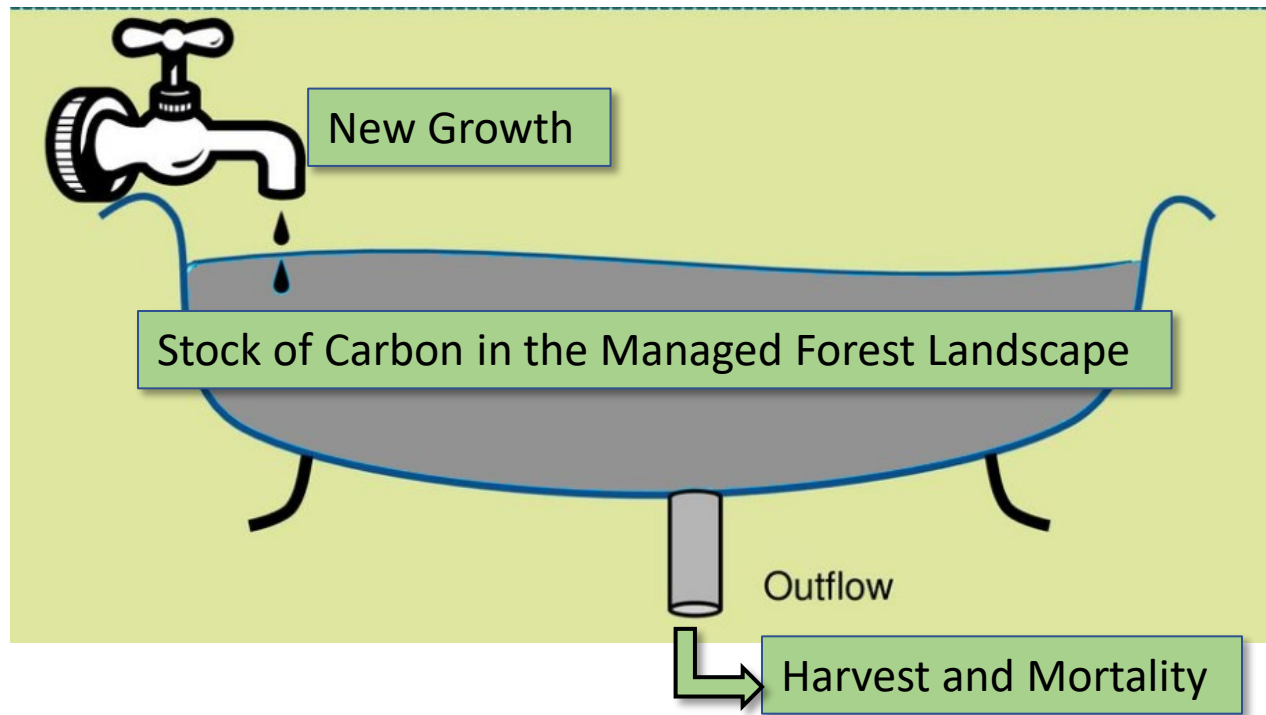 New Growth
Stock of Carbon in the Managed Forest Landscape
Outflow
Harvest and Mortality